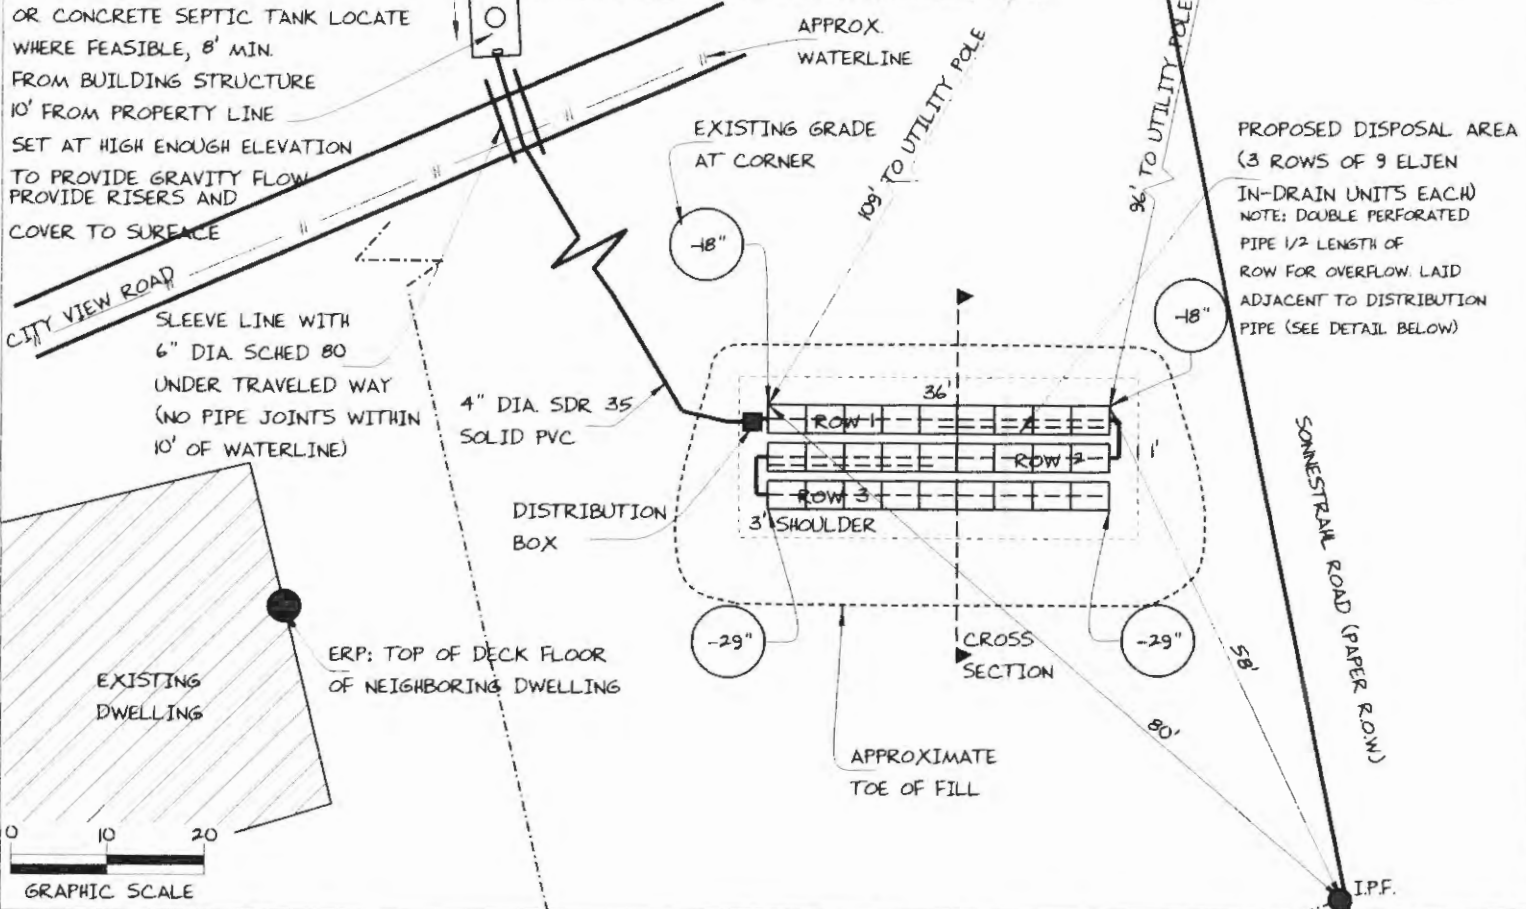 OR CONCRETE SEPTIC TANK LOCATE
WHERE FEASIBLE, 8' MIN.
FROM BUILDING STRUCTURE
10' FROM PROPERTY LINE
SET AT HIGH ENOUGH ELEVATION
TO PROVIDE GRAVITY FLOW
PROVIDE RISERS AND
COVER TO SURFACE
APPROX.
WATERLINE
EXISTING GRADE
AT CORNER
109' TO UTILITY POLE
96' TO UTILITY POLE
PROPOSED DISPOSAL AREA
(3 ROWS OF 9 ELJEN
IN-DRAIN UNITS EACH)
NOTE: DOUBLE PERFORATED
PIPE 1/2 LENGTH OF
ROW FOR OVERFLOW. LAID
ADJACENT TO DISTRIBUTION
PIPE (SEE DETAIL BELOW)
-18"
-18"
CITY VIEW ROAD
SLEEVE LINE WITH
6" DIA. SCHED 80
UNDER TRAVELED WAY
(NO PIPE JOINTS WITHIN
10' OF WATERLINE)
4" DIA. SDR 35
SOLID PVC
36'
ROW 1
ROW 2
1'
ROW 3
3' SHOULDER
DISTRIBUTION
BOX
SONNESTRAHL ROAD (PAPER R.O.W)
-29"
-29"
CROSS
SECTION
58'
80'
ERP: TOP OF DECK FLOOR
OF NEIGHBORING DWELLING
EXISTING
DWELLING
APPROXIMATE
TOE OF FILL
0 10 20
GRAPHIC SCALE
I.P.F.